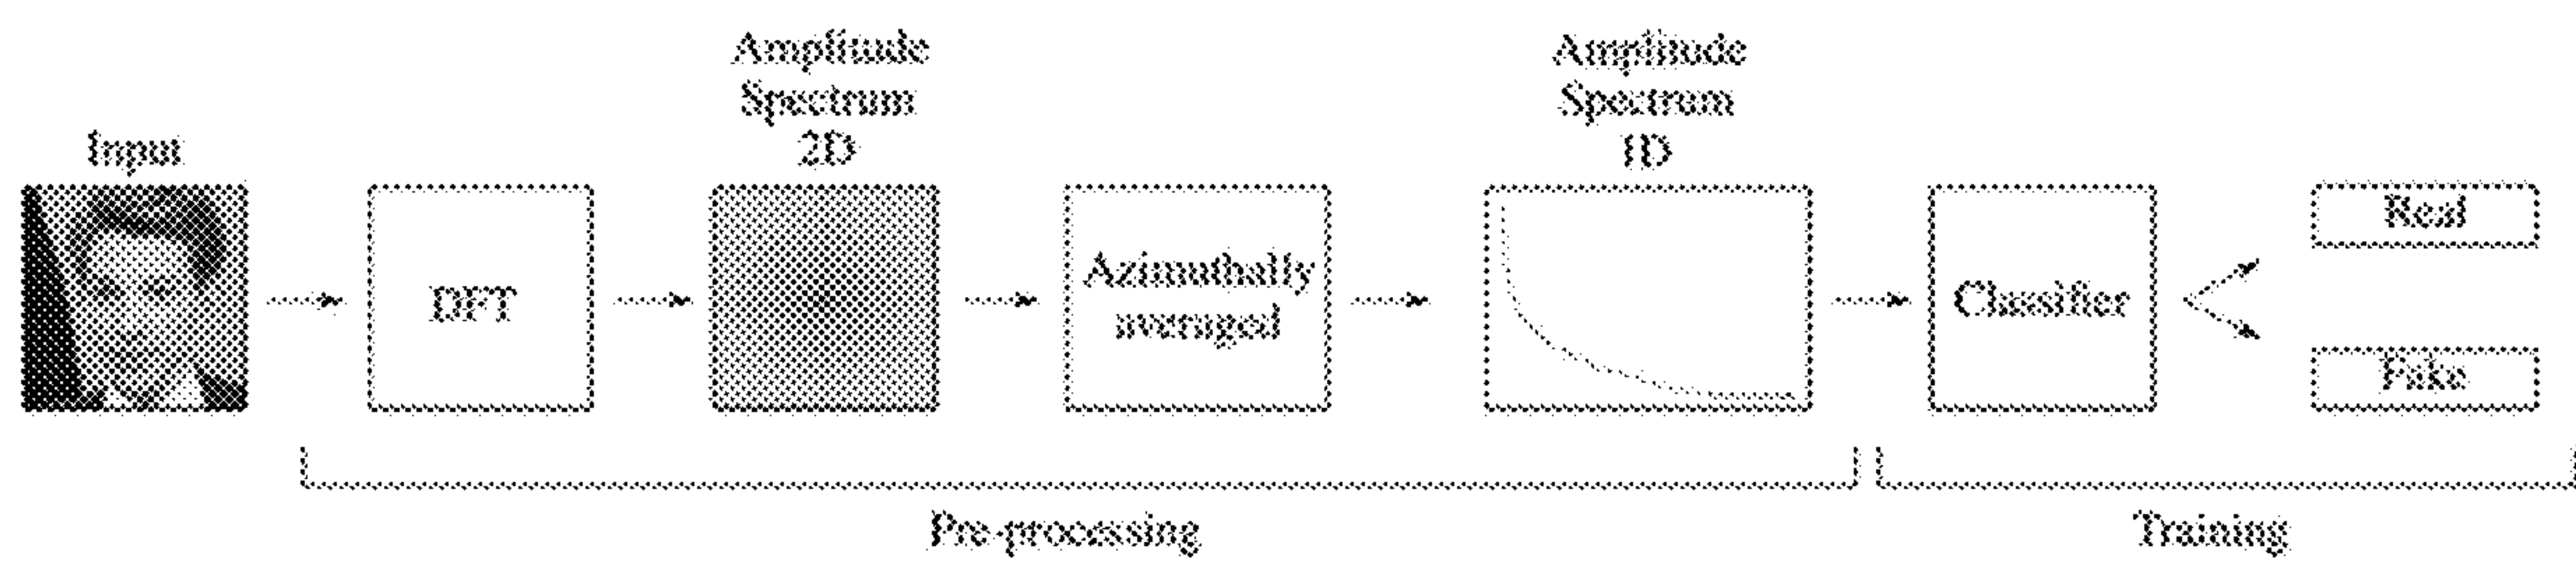 Input
DFT
Amplitude
Spectrum
2D
Azimuthally
averaged
Amplitude
Spectrum
1D
Classifier
Real
Fake
Pre-processing
Training